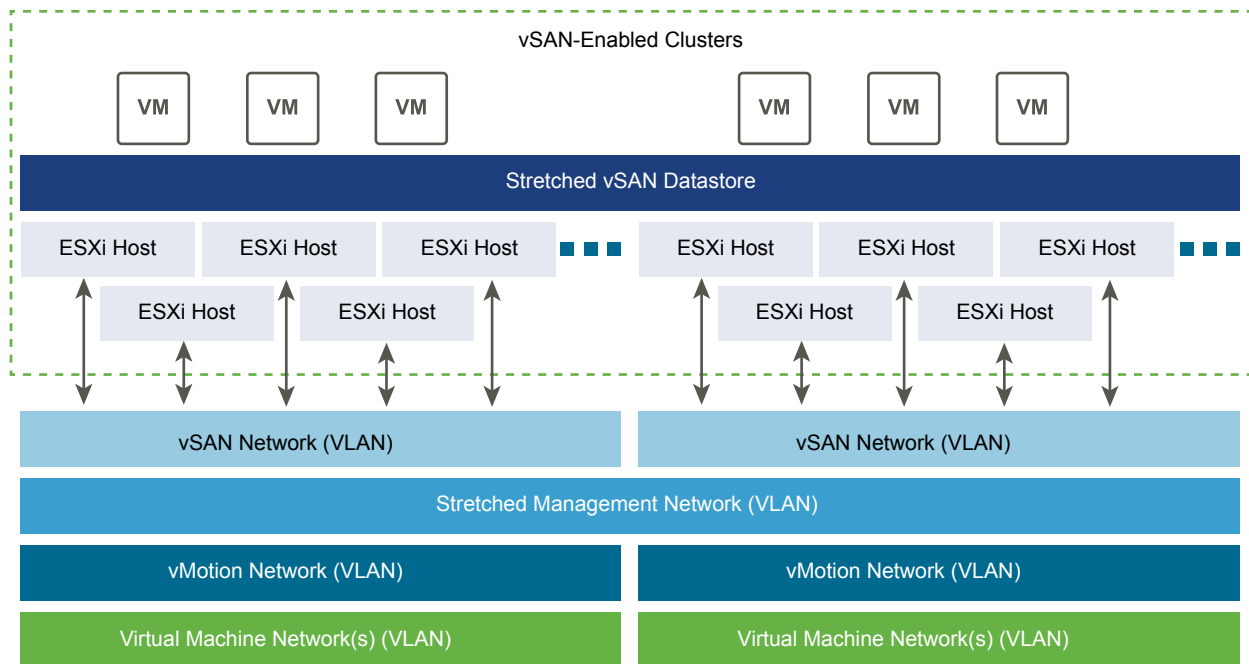 vSAN-Enabled Clusters
VM VM VM VM VM VM
Stretched vSAN Datastore
ESXi Host ESXi Host ESXi Host ESXi Host ESXi Host ESXi Host
ESXi Host ESXi Host ESXi Host ESXi Host
vSAN Network (VLAN) vSAN Network (VLAN)
Stretched Management Network (VLAN)
vMotion Network (VLAN) vMotion Network (VLAN)
Virtual Machine Network(s) (VLAN) Virtual Machine Network(s) (VLAN)